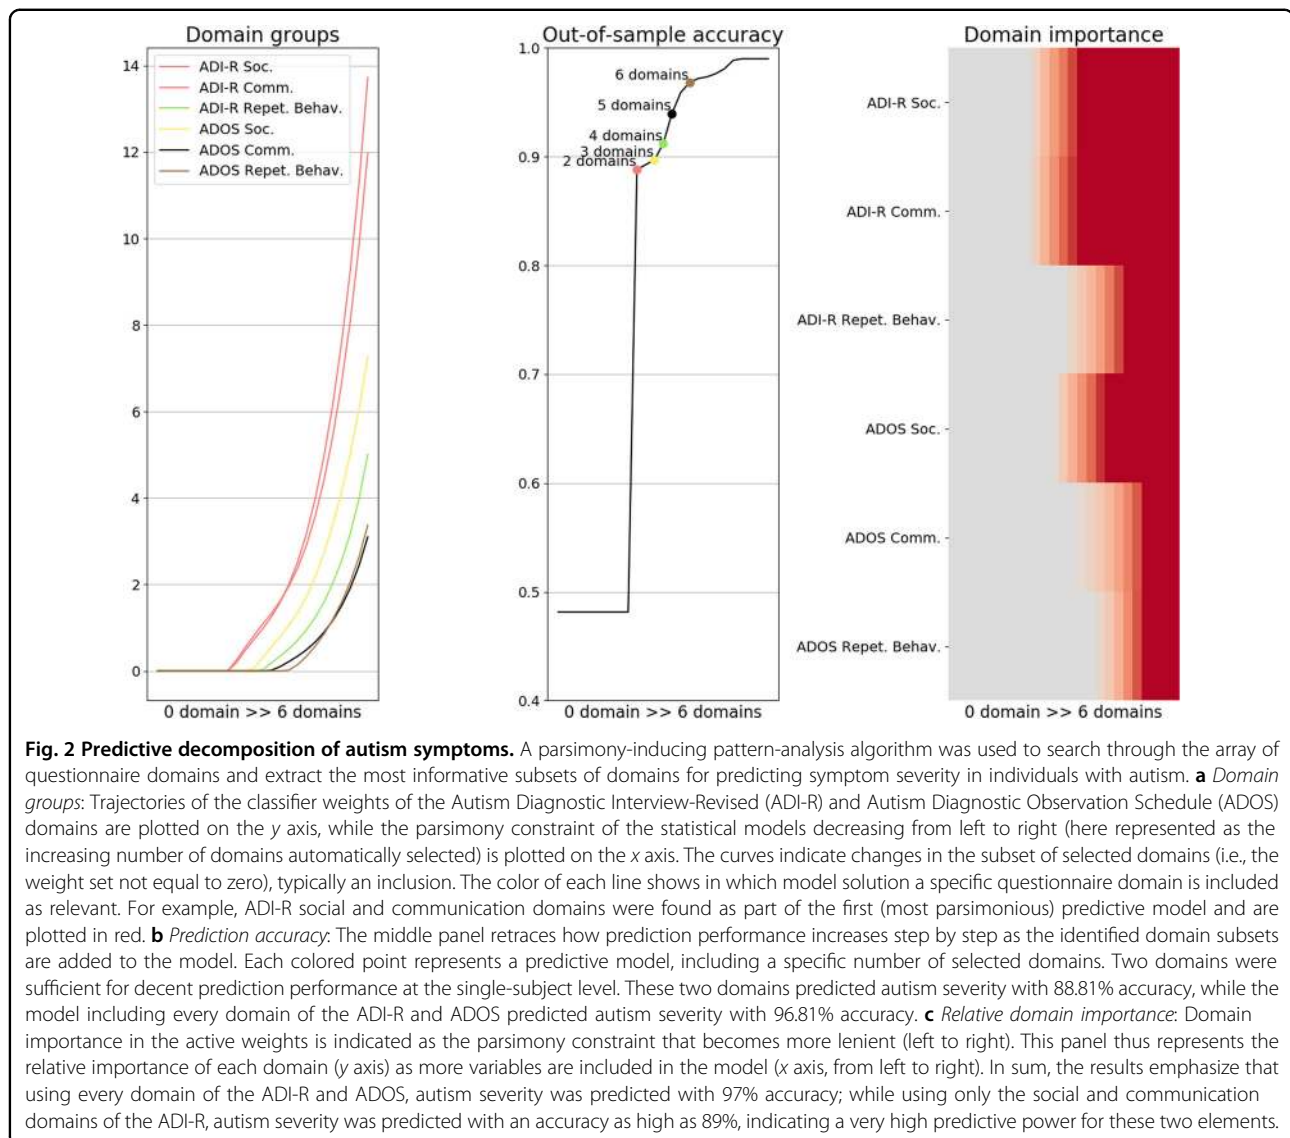 Domain groups
14
12
10
8
6
4
2
0
ADI-R Soc.
ADI-R Comm.
ADI-R Repet. Behav.
ADOS Soc.
ADOS Comm.
ADOS Repet. Behav.
0 domain >> 6 domains
Out-of-sample accuracy
1.0
0.9
0.8
0.7
0.6
0.5
0.4
6 domains
5 domains
4 domains
3 domains
2 domains
0 domain >> 6 domains
Domain importance
ADI-R Soc.
ADI-R Comm.
ADI-R Repet. Behav.
ADOS Soc.
ADOS Comm.
ADOS Repet. Behav.
0 domain >> 6 domains
Fig. 2 Predictive decomposition of autism symptoms. A parsimony-inducing pattern-analysis algorithm was used to search through the array of
questionnaire domains and extract the most informative subsets of domains for predicting symptom severity in individuals with autism. a Domain
groups: Trajectories of the classifier weights of the Autism Diagnostic Interview-Revised (ADI-R) and Autism Diagnostic Observation Schedule (ADOS)
domains are plotted on the y axis, while the parsimony constraint of the statistical models decreasing from left to right (here represented as the
increasing number of domains automatically selected) is plotted on the x axis. The curves indicate changes in the subset of selected domains (i.e., the
weight set not equal to zero), typically an inclusion. The color of each line shows in which model solution a specific questionnaire domain is included
as relevant. For example, ADI-R social and communication domains were found as part of the first (most parsimonious) predictive model and are
plotted in red. b Prediction accuracy: The middle panel retraces how prediction performance increases step by step as the identified domain subsets
are added to the model. Each colored point represents a predictive model, including a specific number of selected domains. Two domains were
sufficient for decent prediction performance at the single-subject level. These two domains predicted autism severity with 88.81% accuracy, while the
model including every domain of the ADI-R and ADOS predicted autism severity with 96.81% accuracy. c Relative domain importance: Domain
importance in the active weights is indicated as the parsimony constraint that becomes more lenient (left to right). This panel thus represents the
relative importance of each domain (y axis) as more variables are included in the model (x axis, from left to right). In sum, the results emphasize that
using every domain of the ADI-R and ADOS, autism severity was predicted with 97% accuracy; while using only the social and communication
domains of the ADI-R, autism severity was predicted with an accuracy as high as 89%, indicating a very high predictive power for these two elements.